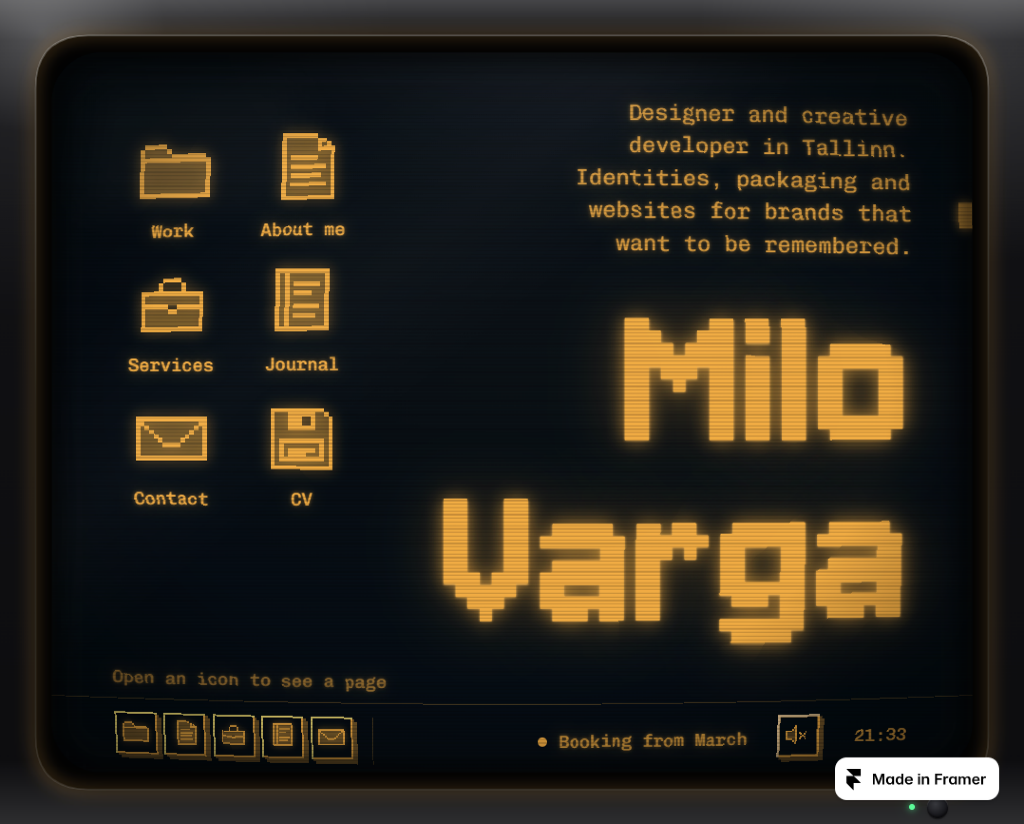 Designer and creative
developer in Tallinn.
Identities, packaging and
websites for brands that
want to be remembered.
Work
About me
Services
Journal
Contact
CV
Milo
Varga
Open an icon to see a page
Booking from March
21:33
Made in Framer